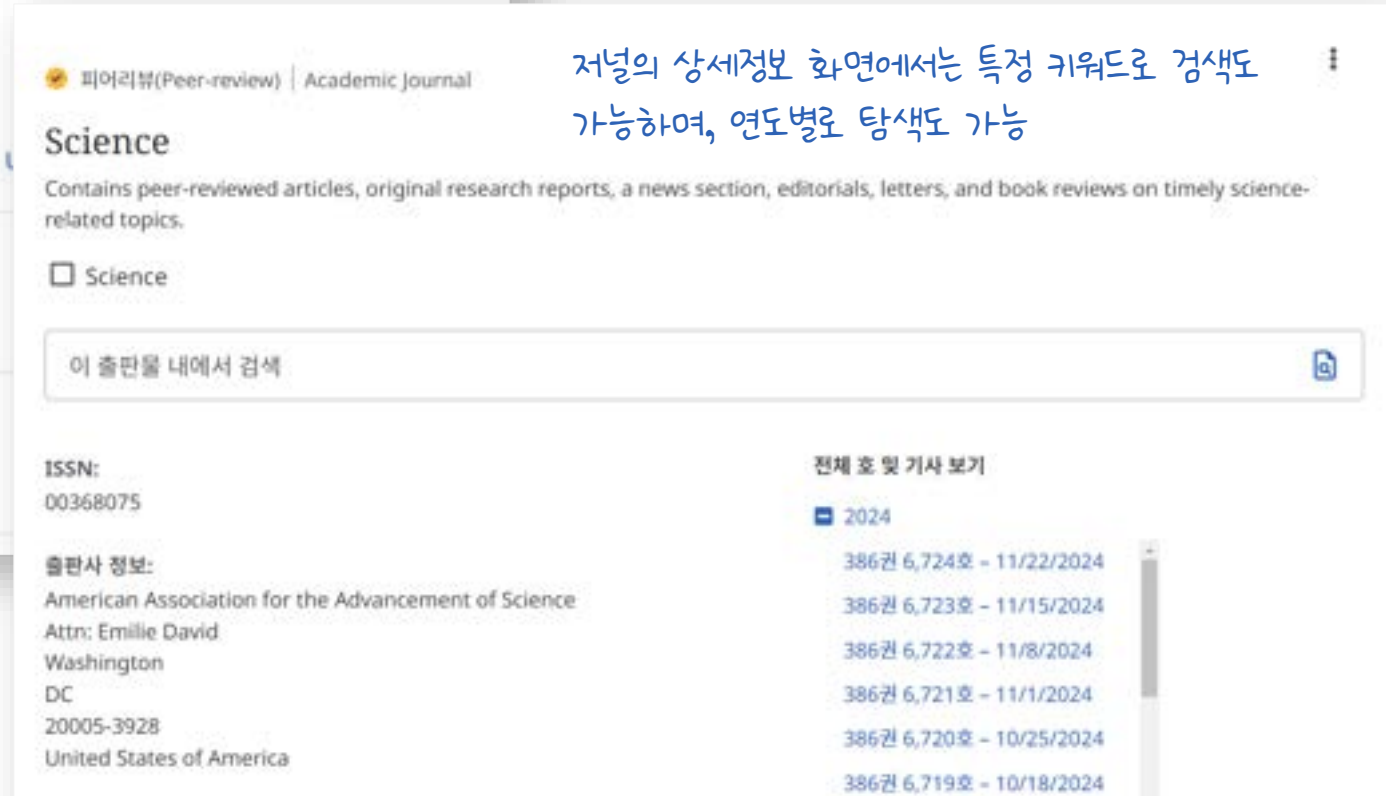 피어리뷰(Peer-review) | Academic Journal
저널의 상세정보 화면에서는 특정 키워드로 검색도
가능하며, 연도별로 탐색도 가능
Science
Contains peer-reviewed articles, original research reports, a news section, editorials, letters, and book reviews on timely science-
related topics.
Science
이 출판물 내에서 검색
ISSN:
00368075
출판사 정보:
American Association for the Advancement of Science
Attn: Emilie David
Washington
DC
20005-3928
United States of America
전체 호 및 기사 보기
2024
386권 6,724호 – 11/22/2024
386권 6,723호 – 11/15/2024
386권 6,722호 – 11/8/2024
386권 6,721호 – 11/1/2024
386권 6,720호 – 10/25/2024
386권 6,719호 – 10/18/2024